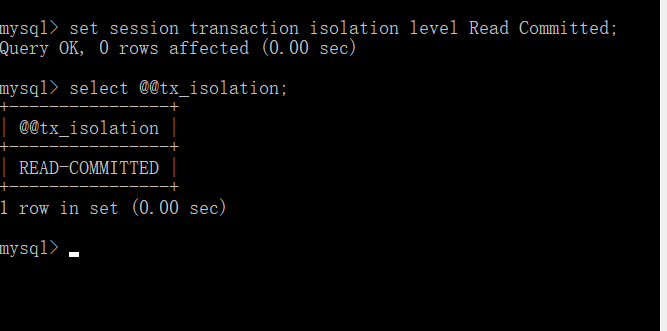 mysql> set session transaction isolation level Read Committed;
Query OK, 0 rows affected (0.00 sec)
mysql> select @@tx_isolation;
+----------------+
| @@tx_isolation |
+----------------+
| READ-COMMITTED |
+----------------+
1 row in set (0.00 sec)
mysql>